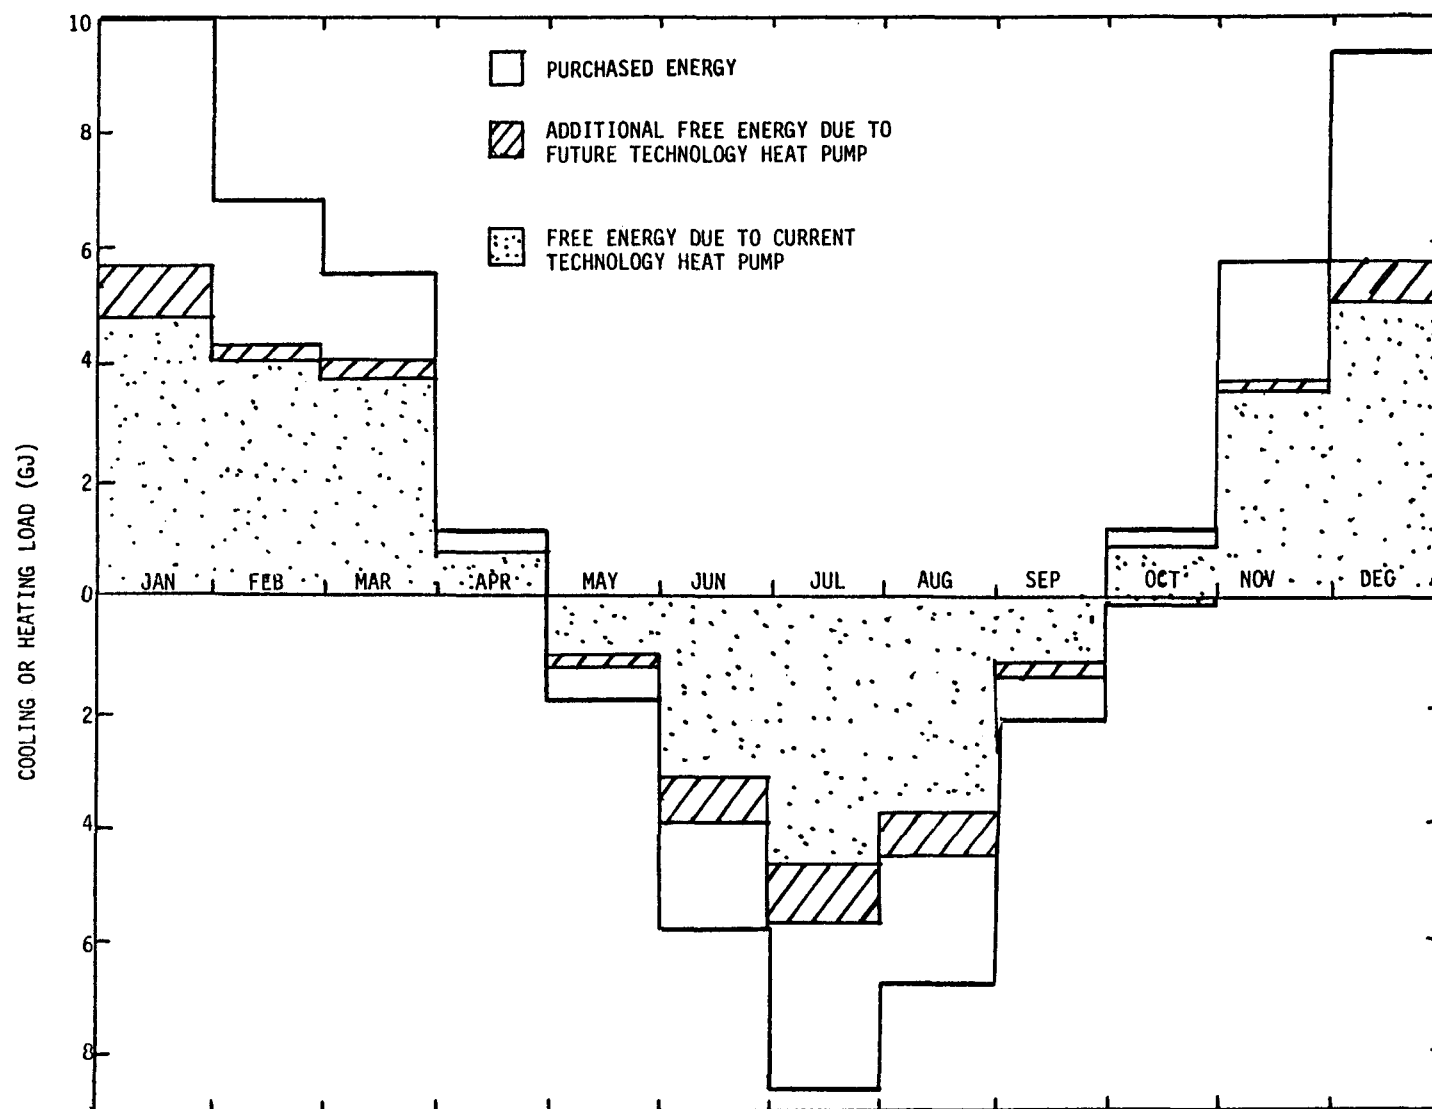 10
PURCHASED ENERGY
ADDITIONAL FREE ENERGY DUE TO
FUTURE TECHNOLOGY HEAT PUMP
8
6
FREE ENERGY DUE TO CURRENT
TECHNOLOGY HEAT PUMP
4
2
COOLING OR HEATING LOAD (GJ)
0 JAN FEB MAR APR MAY JUN JUL AUG SEP OCT NOV DEC
2
4
6
8